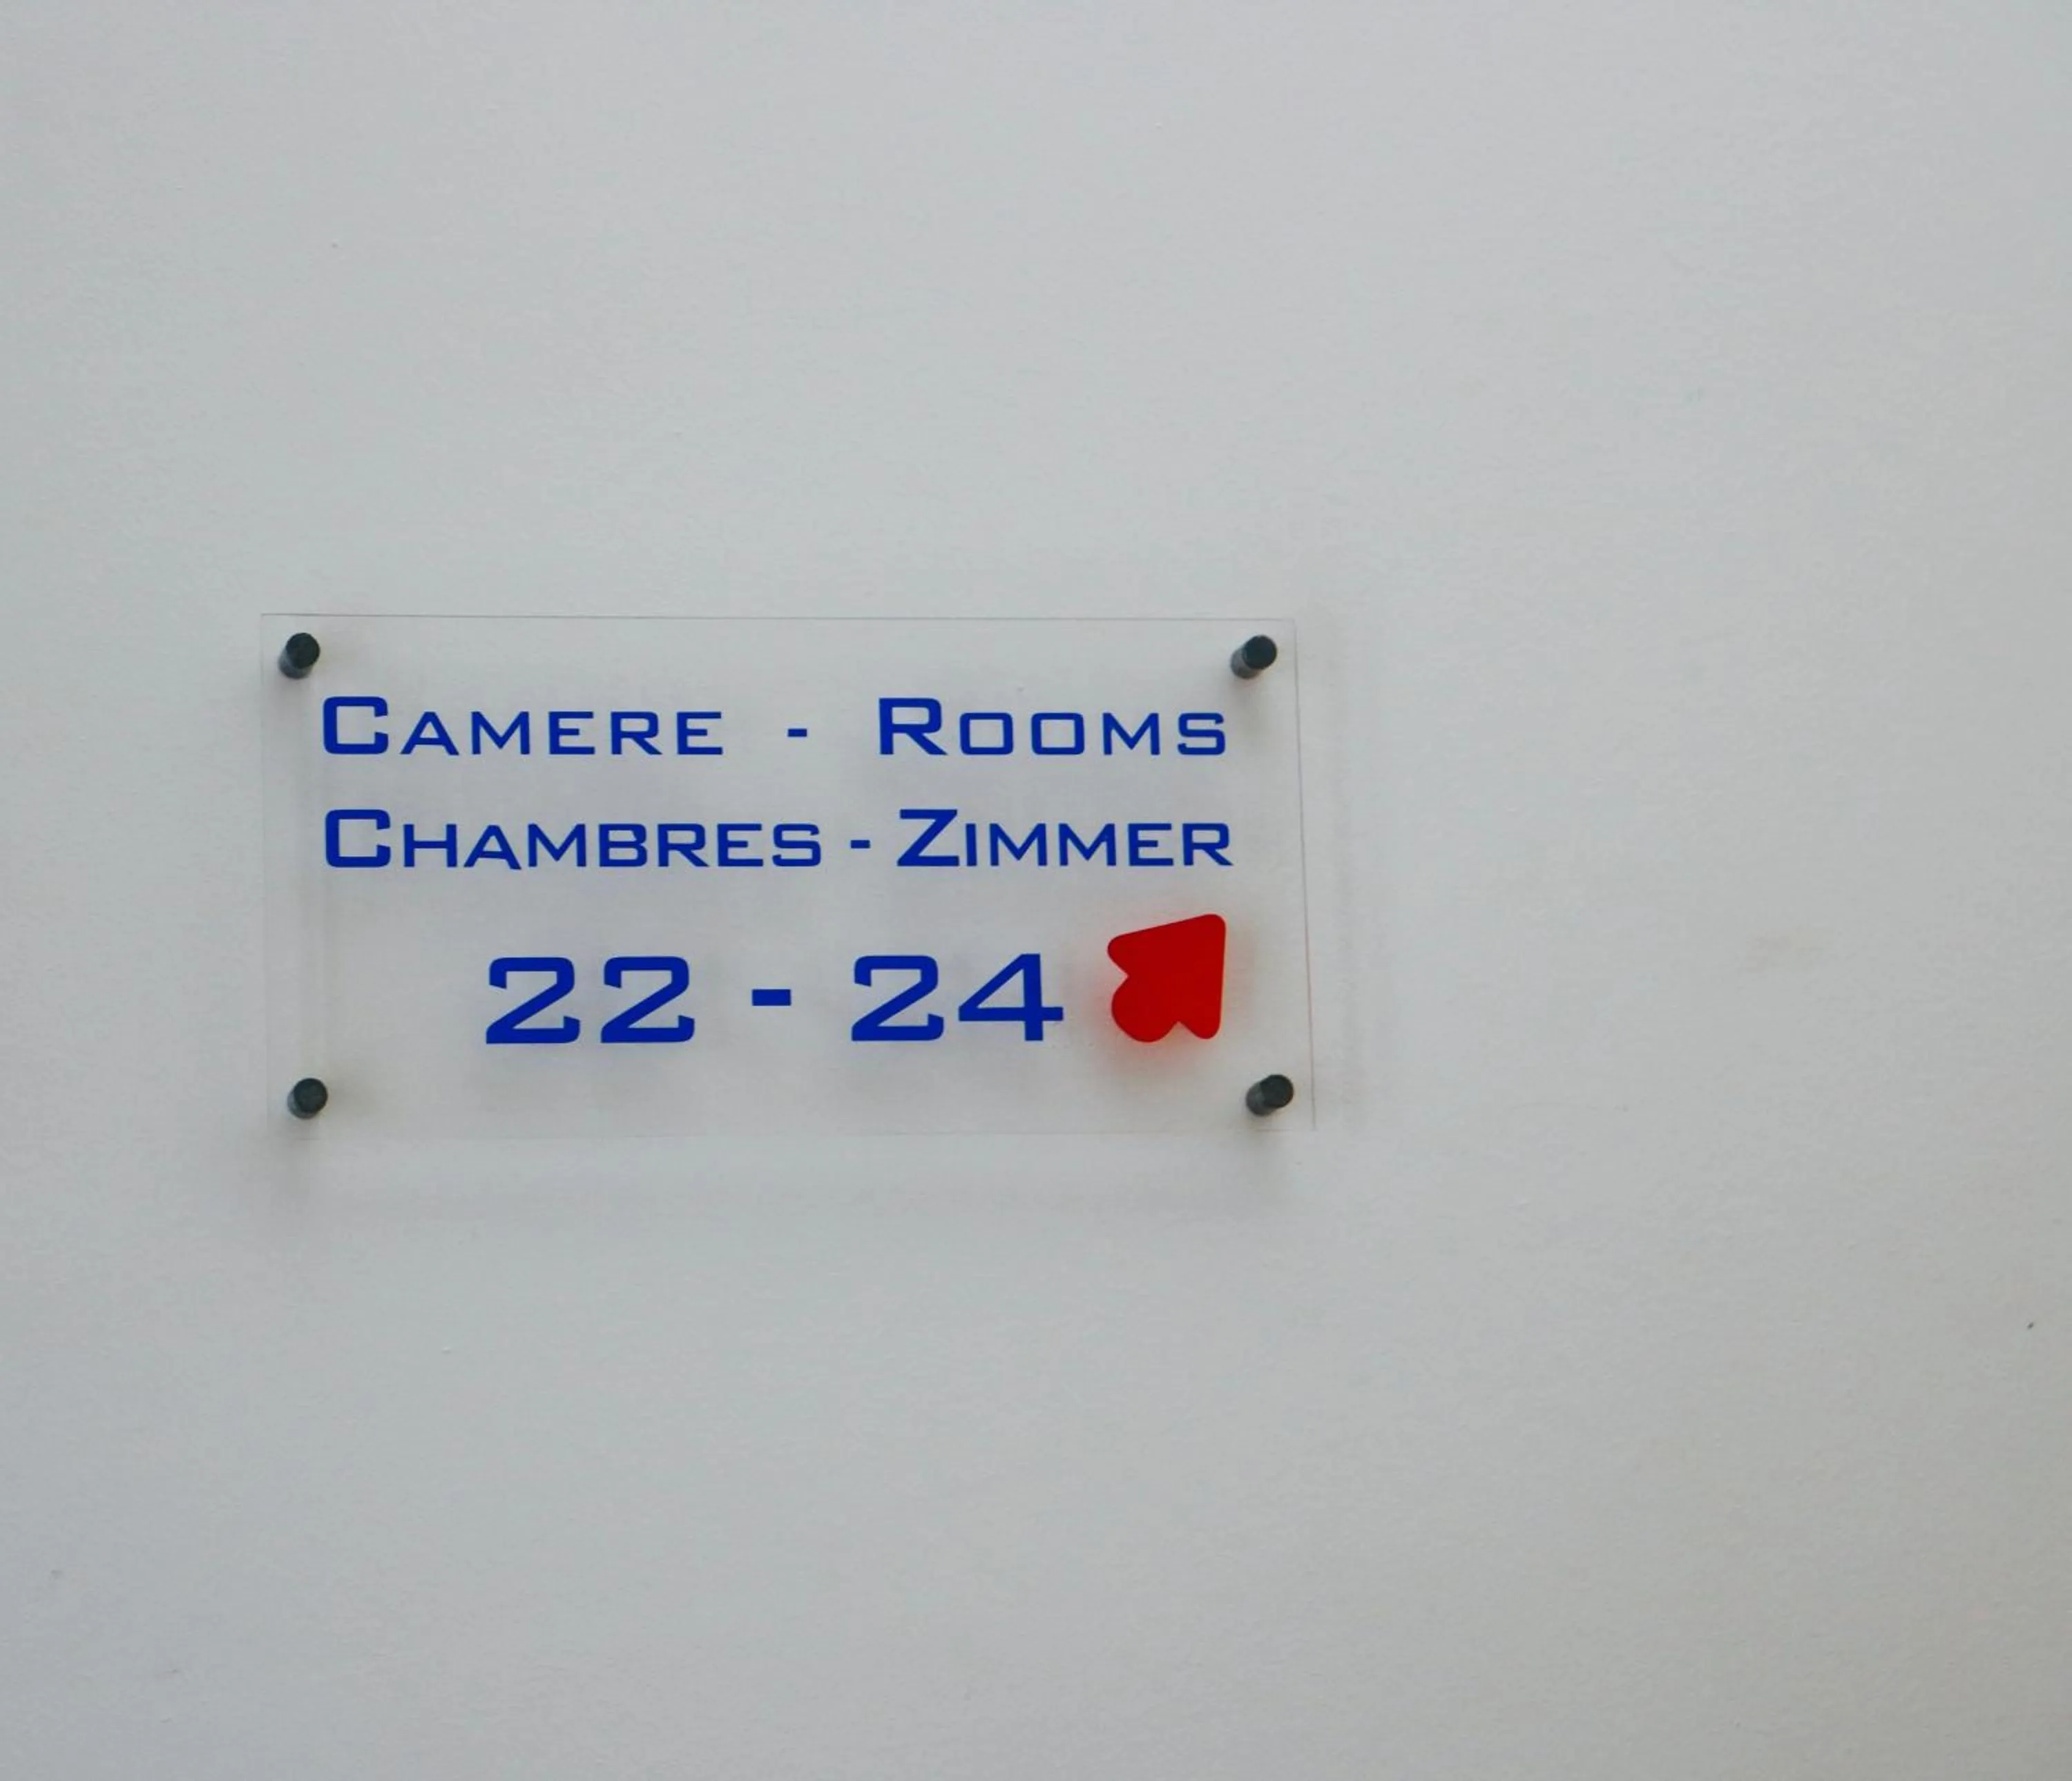 CAMERE - ROOMS
CHAMBRES - ZIMMER
22 - 24